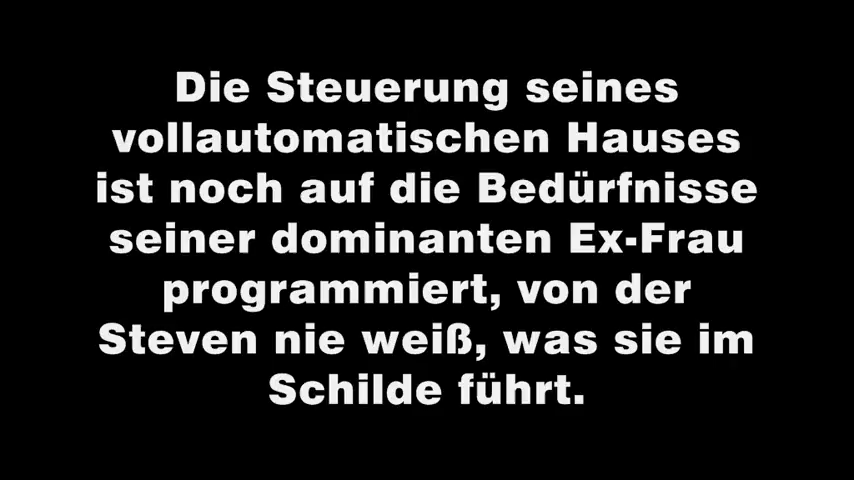 Die Steuerung seines
vollautomatischen Hauses
ist noch auf die Bedürfnisse
seiner dominanten Ex-Frau
programmiert, von der
Steven nie weiß, was sie im
Schilde führt.